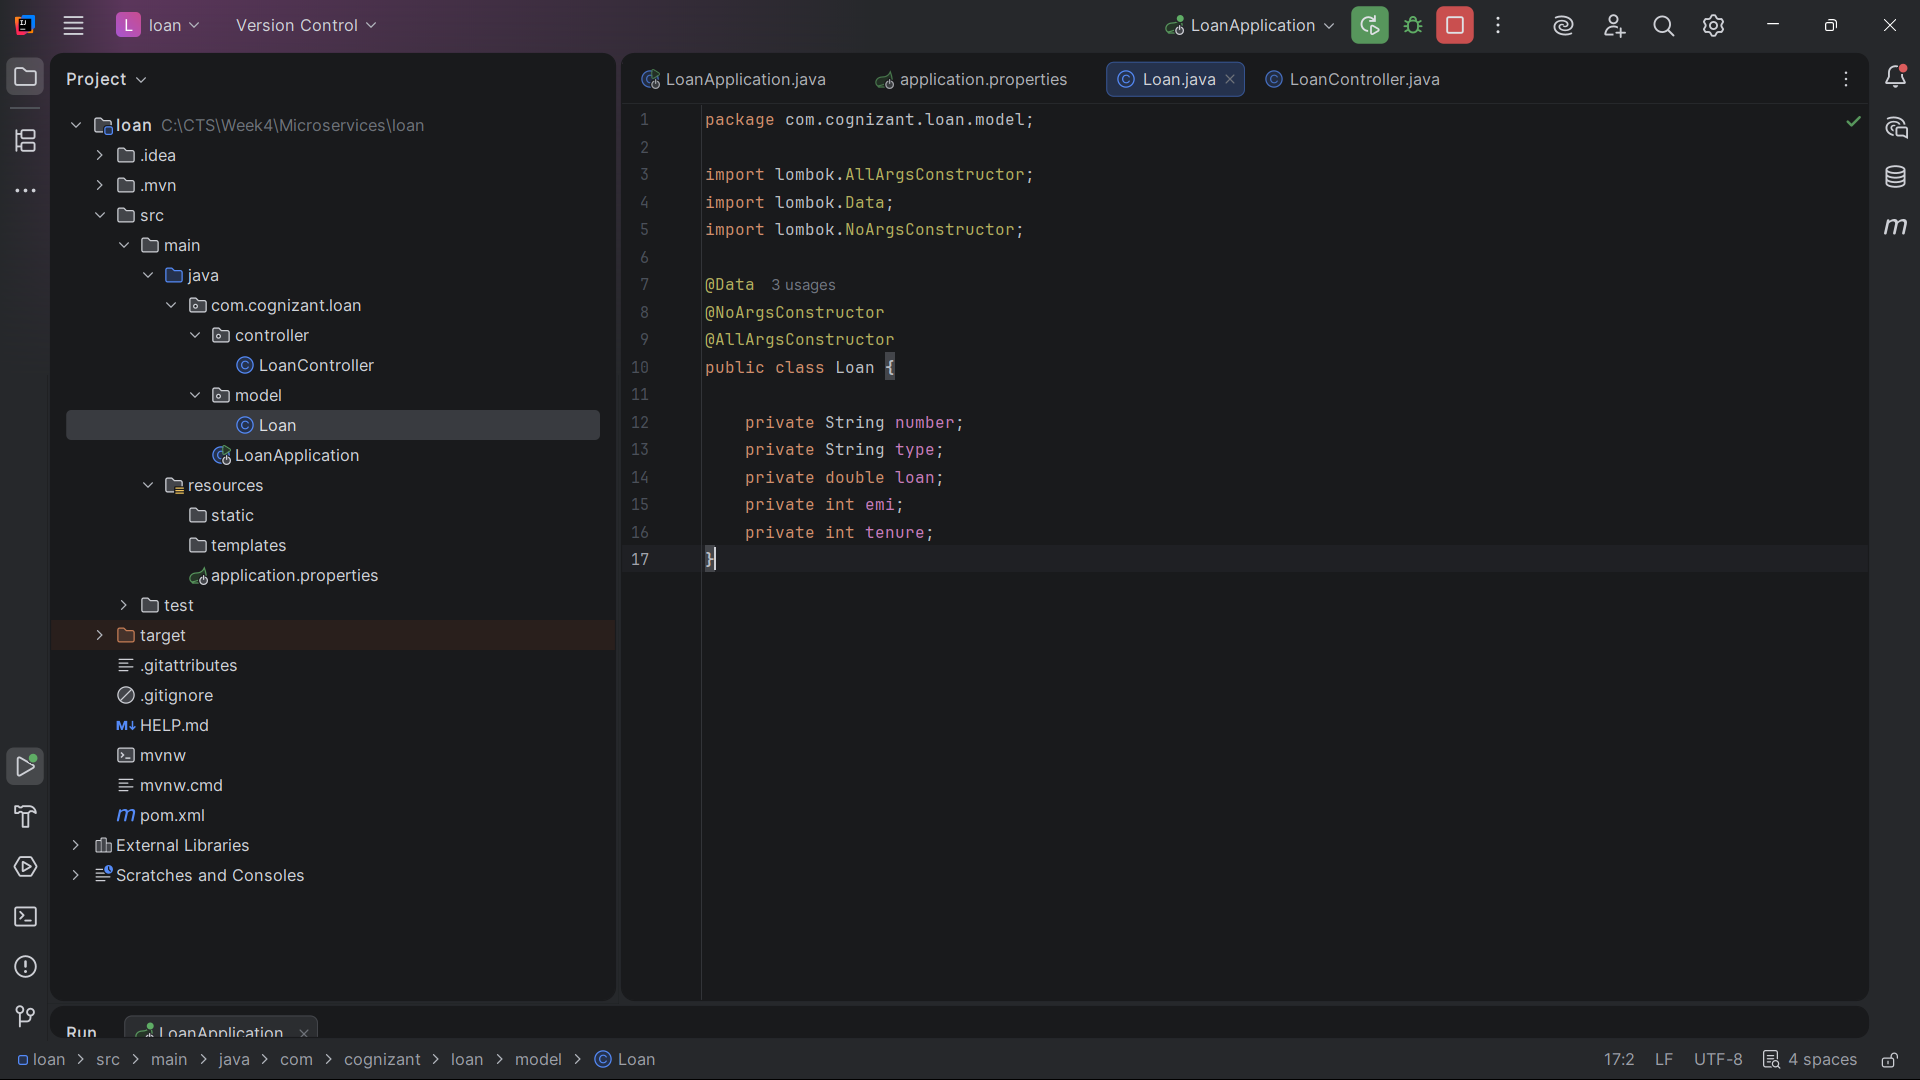 L loan Version Control LoanApplication
Project
loan C:\CTS\Week4\Microservices\loan
.idea
.mvn
src
main
java
com.cognizant.loan
controller
LoanController
model
Loan
LoanApplication
resources
static
templates
application.properties
test
target
.gitattributes
.gitignore
M↓ HELP.md
mvnw
mvnw.cmd
m pom.xml
External Libraries
Scratches and Consoles
LoanApplication.java application.properties Loan.java LoanController.java
1 package com.cognizant.loan.model;
2
3 import lombok.AllArgsConstructor;
4 import lombok.Data;
5 import lombok.NoArgsConstructor;
6
7 @Data 3 usages
8 @NoArgsConstructor
9 @AllArgsConstructor
10 public class Loan {
11
12 private String number;
13 private String type;
14 private double loan;
15 private int emi;
16 private int tenure;
17 }
m
Run LoanApplication
loan > src > main > java > com > cognizant > loan > model > Loan
17:2 LF UTF-8 4 spaces